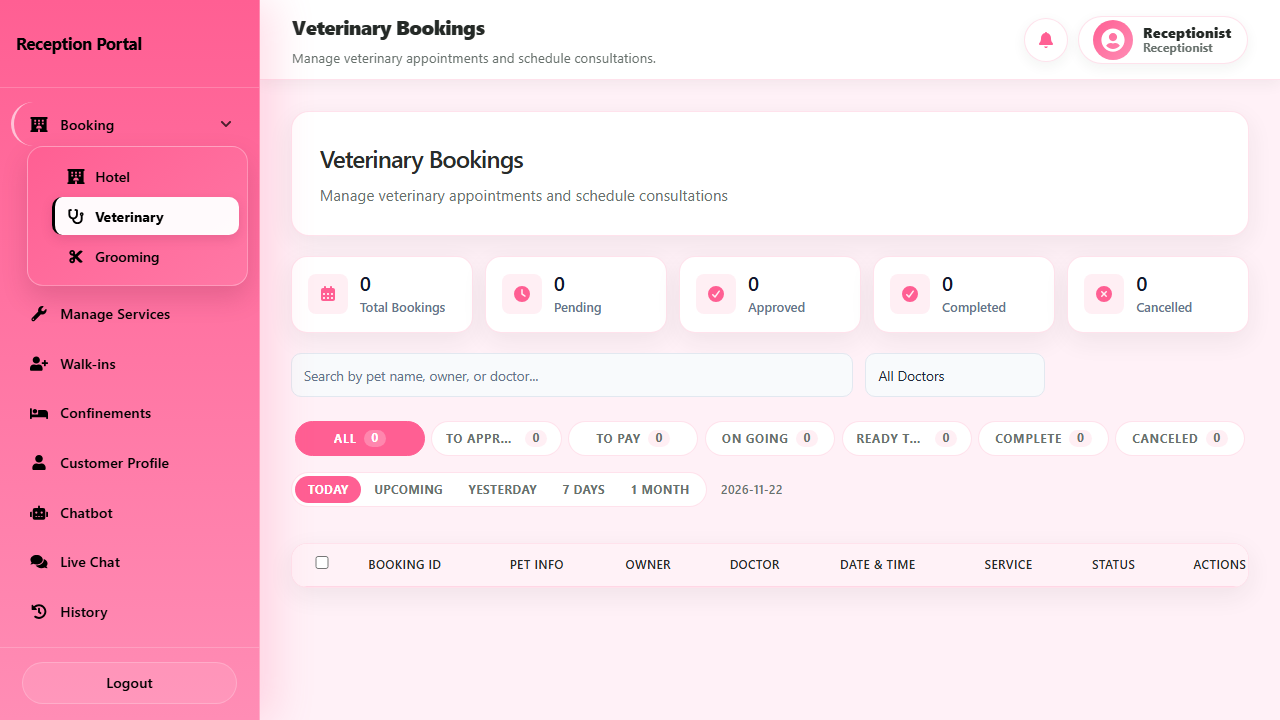 Reception Portal
Booking
Hotel
Veterinary
Grooming
Manage Services
Walk-ins
Confinements
Customer Profile
Chatbot
Live Chat
History
Logout
Veterinary Bookings
Manage veterinary appointments and schedule consultations.
Receptionist
Receptionist
Veterinary Bookings
Manage veterinary appointments and schedule consultations
0
Total Bookings
0
Pending
0
Approved
0
Completed
0
Cancelled
Search by pet name, owner, or doctor...
All Doctors
ALL 0 TO APPR... 0 TO PAY 0 ON GOING 0 READY T... 0 COMPLETE 0 CANCELED 0
TODAY UPCOMING YESTERDAY 7 DAYS 1 MONTH 2026-11-22
BOOKING ID PET INFO OWNER DOCTOR DATE & TIME SERVICE STATUS ACTIONS